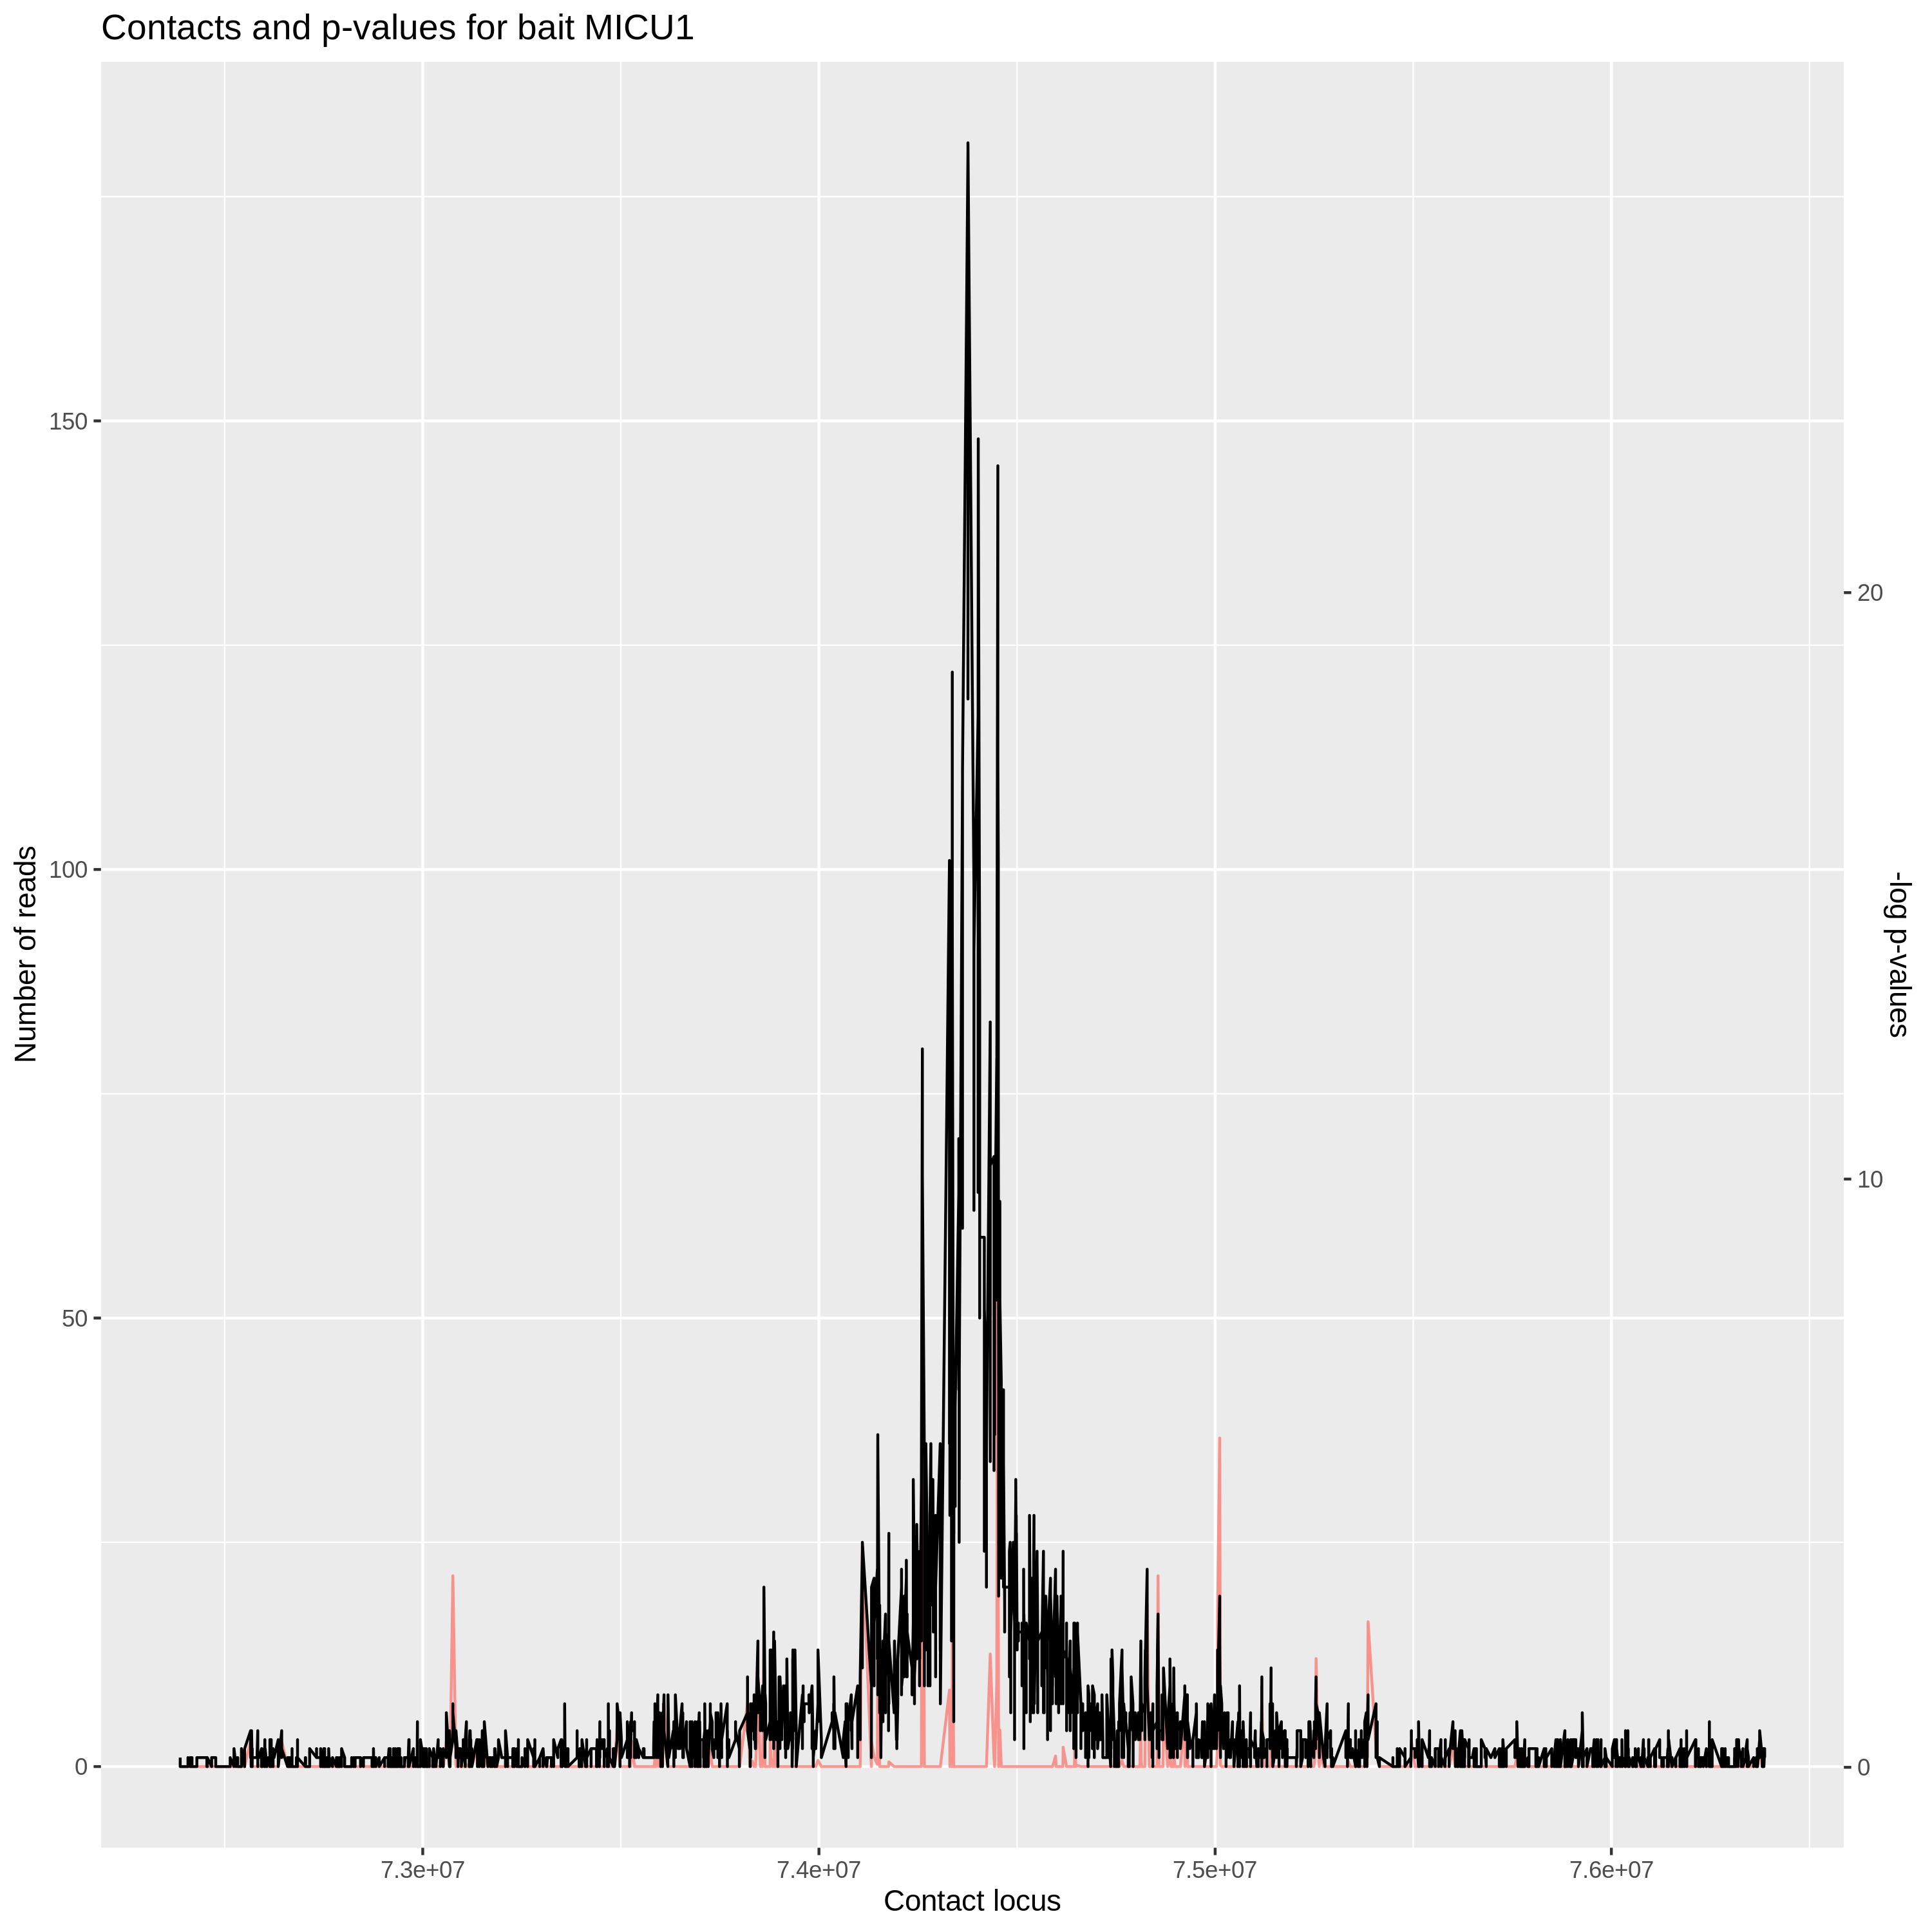 Contacts and p-values for bait MICU1
150
100
50
0
Number of reads
20
10
0
-log p-values
7.3e+07
7.4e+07
7.5e+07
7.6e+07
Contact locus